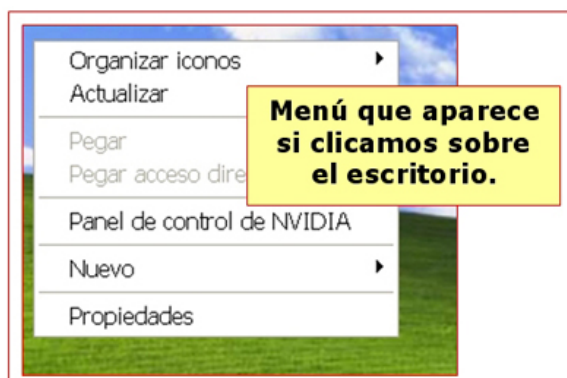 Organizar iconos
Actualizar
Pegar
Pegar acceso dire
Panel de control de NVIDIA
Nuevo
Propiedades
Menú que aparece
si clicamos sobre
el escritorio.